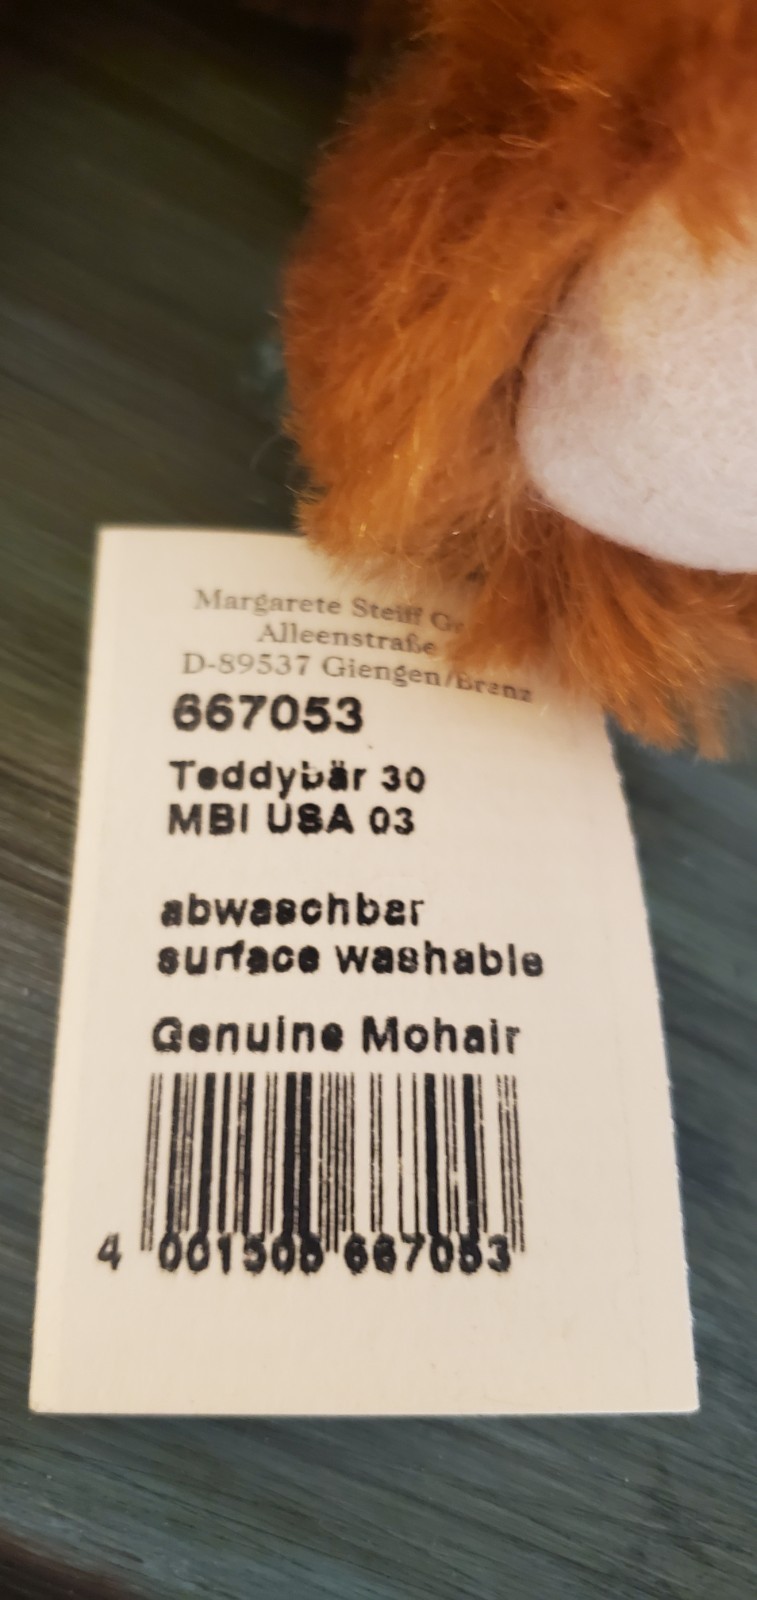 Margarete Steiff
Alleenstraße
D-89537 Giengen/Brenz
667053
Teddybär 30
MBI USA 03
abwaschbar
surface washable
Genuine Mohair
4 001505 667053